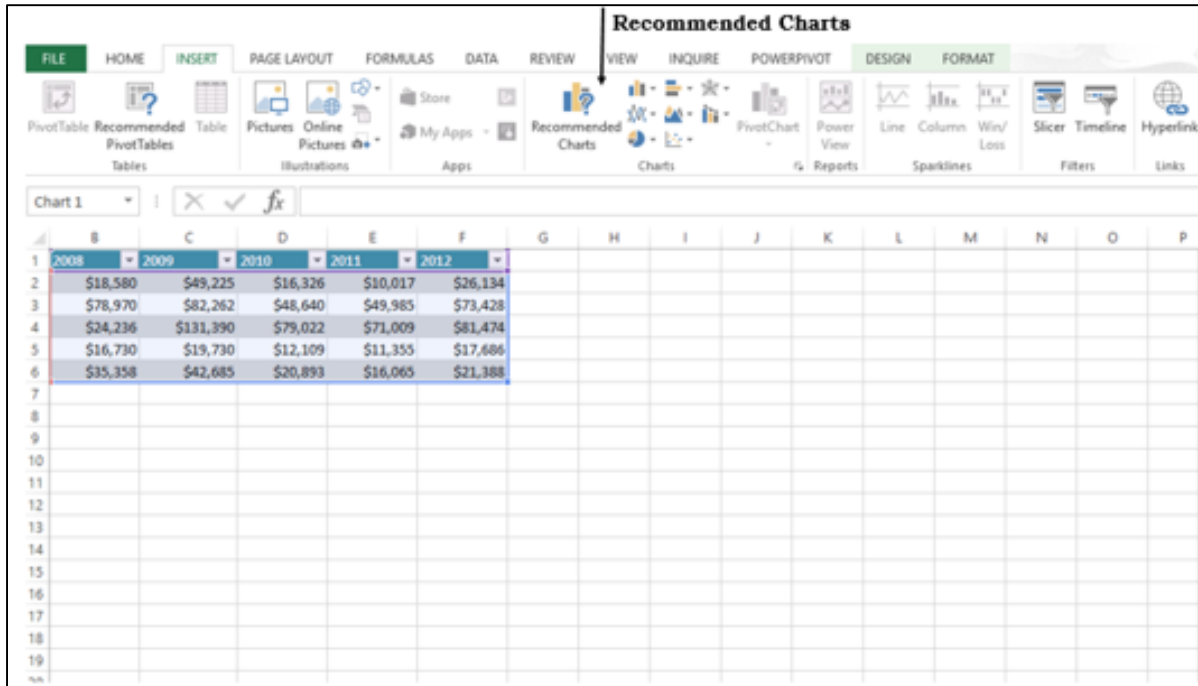 Recommended Charts
FILE HOME INSERT PAGE LAYOUT FORMULAS DATA REVIEW VIEW INQUIRE POWERPIVOT DESIGN FORMAT
PivotTable Recommended PivotTables Table
Tables
Pictures Online Pictures
Illustrations
Store
My Apps
Apps
Recommended Charts
PivotChart
Charts
Power View
Reports
Line Column Win/Loss
Sparklines
Slicer Timeline
Filters
Hyperlink
Links
Chart 1 fx
B C D E F G H I J K L M N O P
1 2008 2009 2010 2011 2012
2 $18,580 $49,225 $16,326 $10,017 $26,134
3 $78,970 $82,262 $48,640 $49,985 $73,428
4 $24,236 $131,390 $79,022 $71,009 $81,474
5 $16,730 $19,730 $12,109 $11,355 $17,686
6 $35,358 $42,685 $20,893 $16,065 $21,388
7
8
9
10
11
12
13
14
15
16
17
18
19